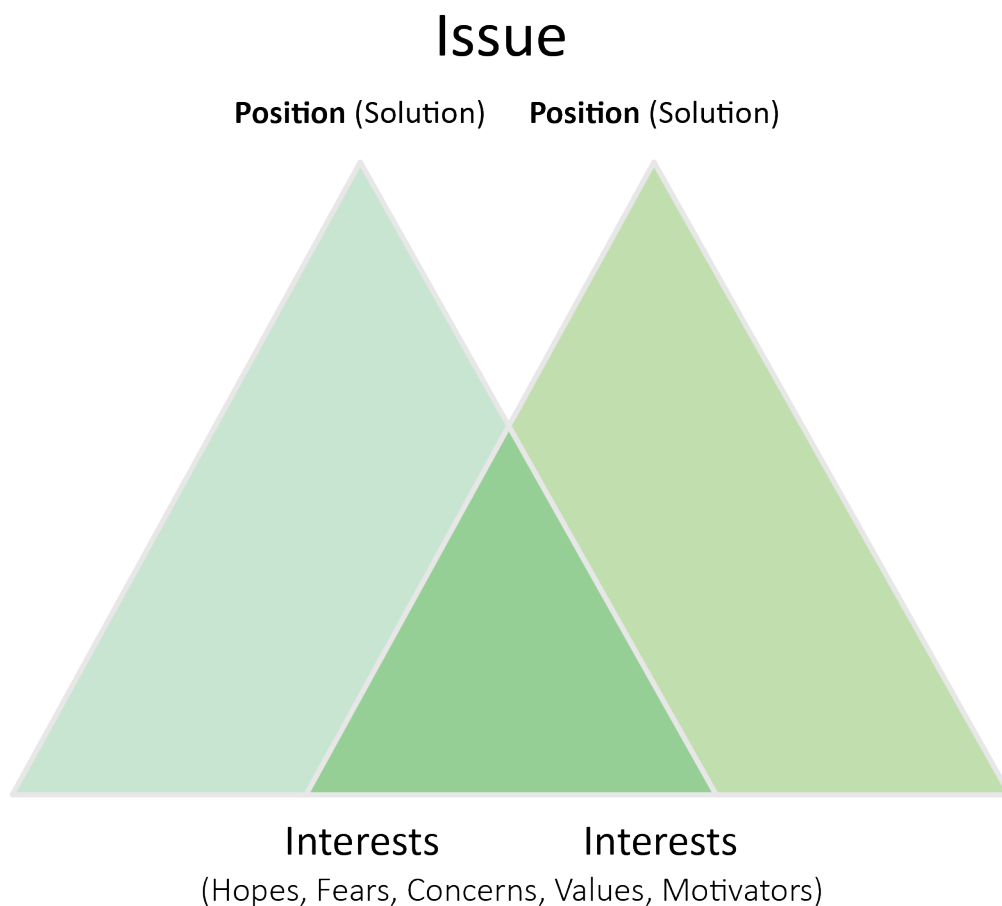 Issue
Position (Solution) Position (Solution)
Interests Interests
(Hopes, Fears, Concerns, Values, Motivators)